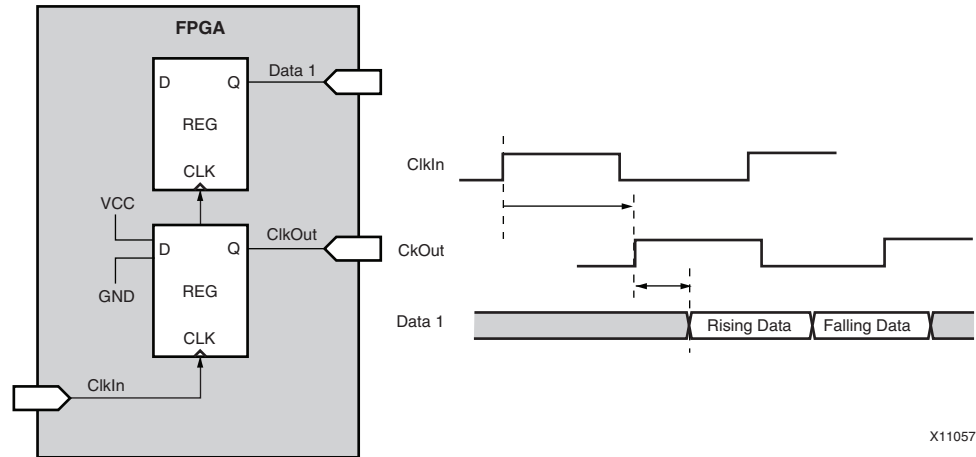 FPGA
D Q
Data 1
REG
CLK
VCC
D Q
ClkOut
GND
REG
CLK
ClkIn
ClkIn
CkOut
Data 1
Rising Data
Falling Data
X11057